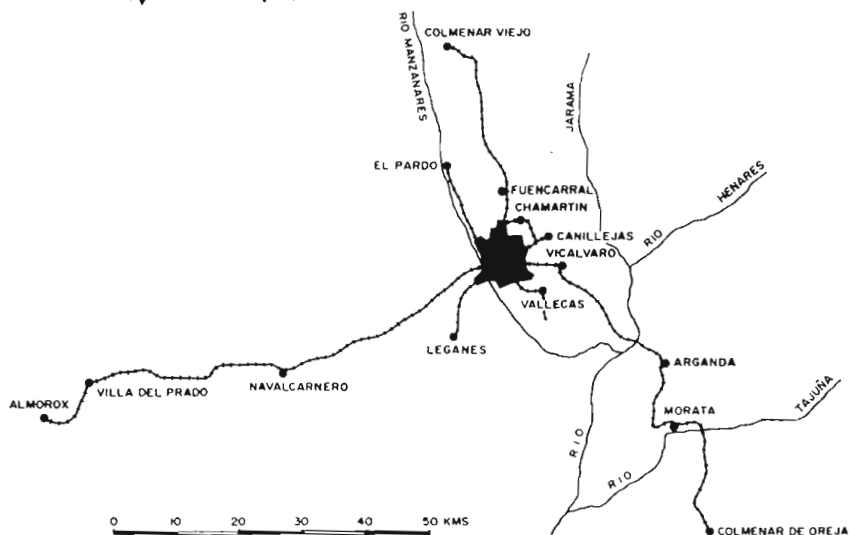 RIO MANZANARES
COLMENAR VIEJO
JARAMA
EL PARDO
HENARES
FUENCARRAL
CHAMARTIN
CANILLEJAS
RIO
VICALVARO
VALLECAS
LEGANES
ARGANDA
NAVALCARNERO
VILLA DEL PRADO
ALMOROX
MORATA
TAJUÑA
RIO
RIO
0 10 20 30 40 50 KMS
COLMENAR DE OREJA